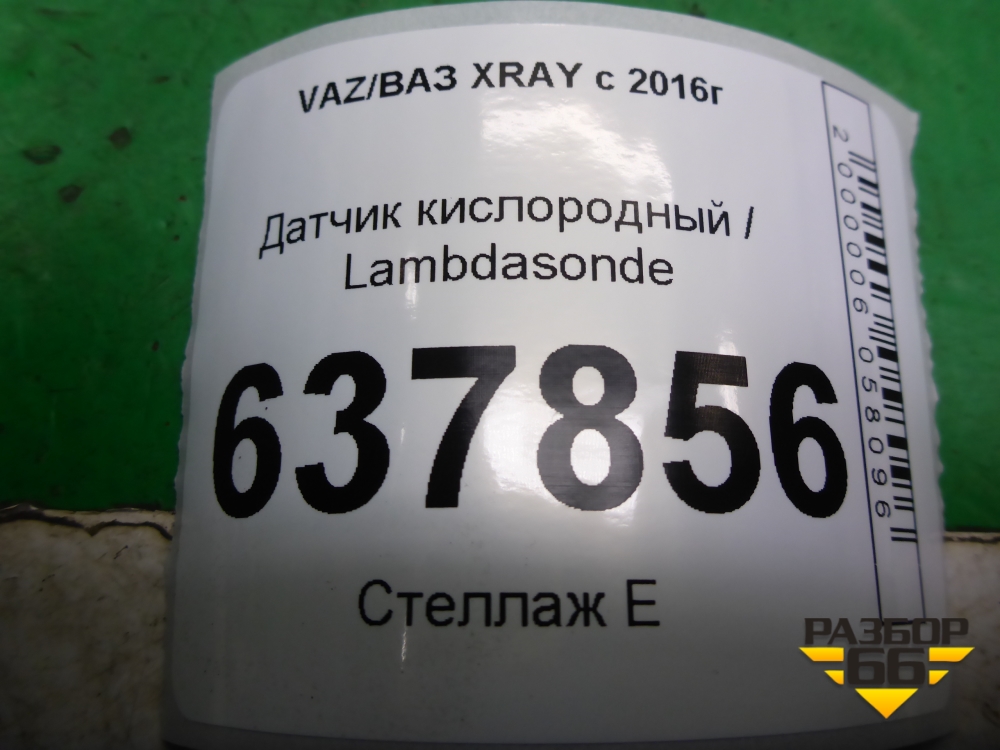 VAZ/ВАЗ XRAY с 2016г
Датчик кислородный /
Lambdasonde
637856
Стеллаж Е
2000006058096
РАЗБОР
66